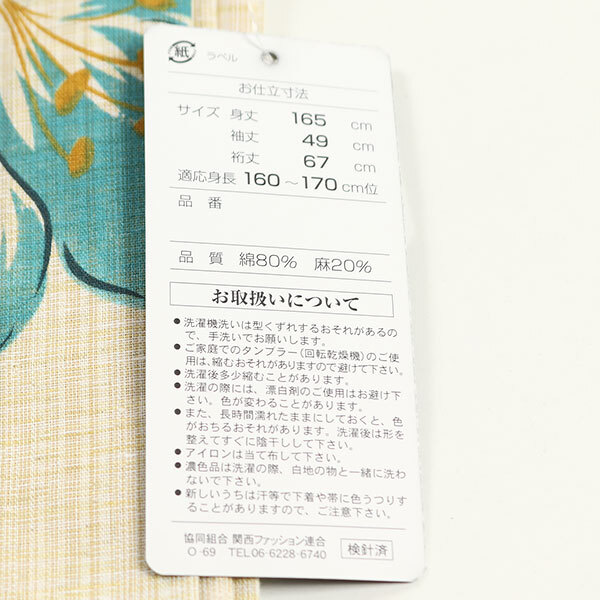 紙 ラベル
お仕立寸法
サイズ 身丈 165 cm
袖丈 49 cm
裄丈 67 cm
適応身長 160〜170cm位
品番
品質 綿80% 麻20%
お取扱いについて
●洗濯機洗いは型くずれするおそれがあるの
で、手洗いでお願いします。
●ご家庭でのタンブラー(回転乾燥機)のご使
用は、縮むおそれがありますので避けて下さい。
●洗濯後多少縮むことがあります。
●洗濯の際には、漂白剤のご使用はお避け下
さい。色が変わることがあります。
●また、長時間濡れたままにしておくと、色
がおちるおそれがあります。洗濯後は形を
整えてすぐに陰干しして下さい。
●アイロンは当て布して下さい。
●濃色品は洗濯の際、白地の物と一緒に洗わ
ないで下さい。
●新しいうちは汗等で下着や帯に色うつりす
ることがありますので、ご注意下さい。
協同組合 関西ファッション連合
O-69 TEL06-6228-6740 検針済